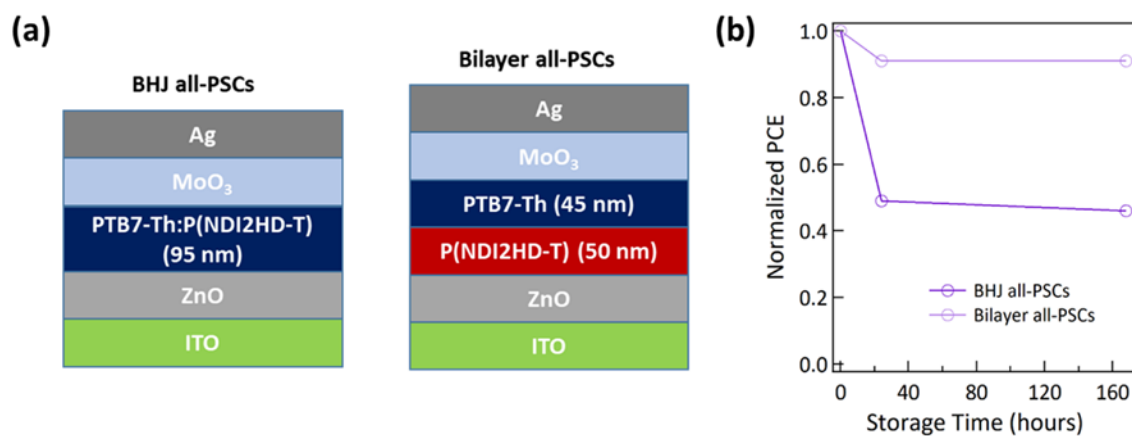 (a)
BHJ all-PSCs
Ag
MoO₃
PTB7-Th:P(NDI2HD-T)
(95 nm)
ZnO
ITO
Bilayer all-PSCs
Ag
MoO₃
PTB7-Th (45 nm)
P(NDI2HD-T) (50 nm)
ZnO
ITO
(b)
Normalized PCE
1.0
0.8
0.6
0.4
0.2
0.0
BHJ all-PSCs
Bilayer all-PSCs
0 40 80 120 160
Storage Time (hours)